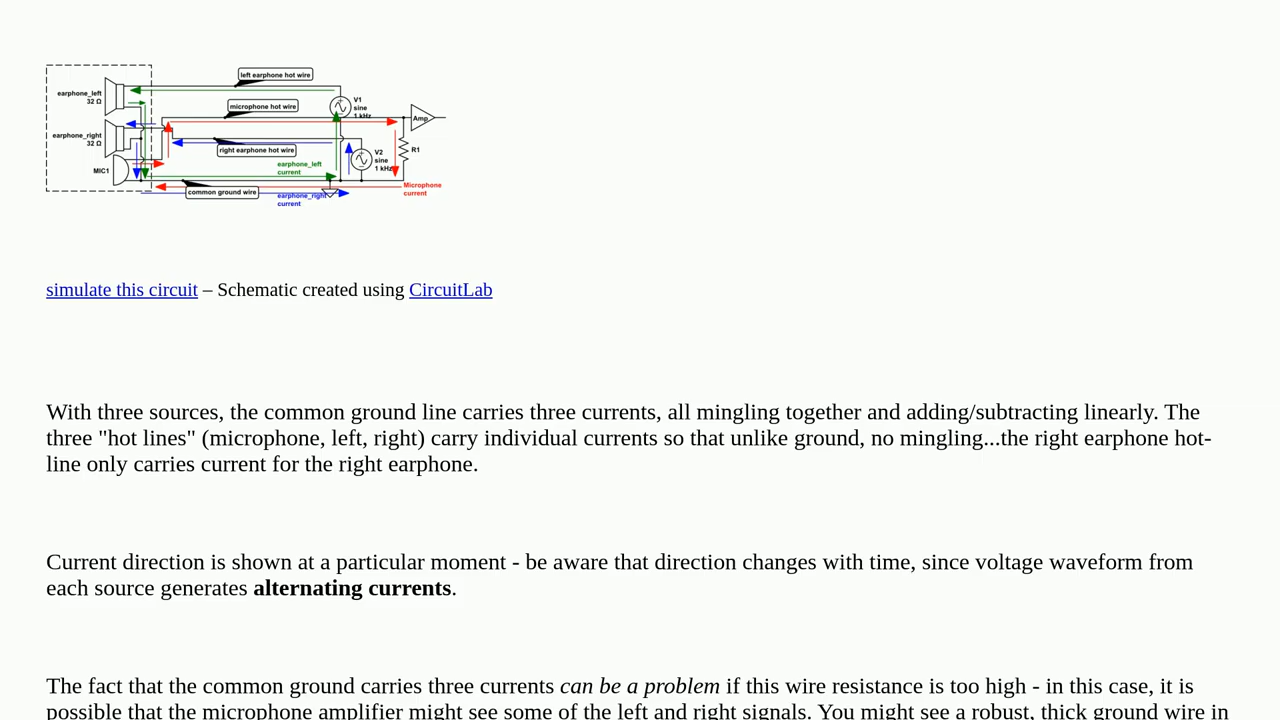 left earphone hot wire
earphone_left
32 Ω
V1
sine
1 kHz
microphone hot wire
Amp
earphone_right
32 Ω
right earphone hot wire
R1
V2
sine
1 kHz
MIC1
earphone_left
current
common ground wire
earphone_right
current
Microphone
current
simulate this circuit – Schematic created using CircuitLab
With three sources, the common ground line carries three currents, all mingling together and adding/subtracting linearly. The
three "hot lines" (microphone, left, right) carry individual currents so that unlike ground, no mingling...the right earphone hot-
line only carries current for the right earphone.
Current direction is shown at a particular moment - be aware that direction changes with time, since voltage waveform from
each source generates alternating currents.
The fact that the common ground carries three currents can be a problem if this wire resistance is too high - in this case, it is
possible that the microphone amplifier might see some of the left and right signals. You might see a robust, thick ground wire in